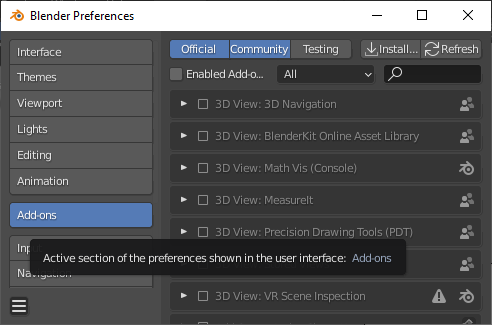 Blender Preferences
Interface
Themes
Viewport
Lights
Editing
Animation
Add-ons
Navigation
Official
Community
Testing
Install...
Refresh
Enabled Add-o...
All
3D View: 3D Navigation
3D View: BlenderKit Online Asset Library
3D View: Math Vis (Console)
3D View: MeasureIt
3D View: Precision Drawing Tools (PDT)
Active section of the preferences shown in the user interface: Add-ons
3D View: VR Scene Inspection